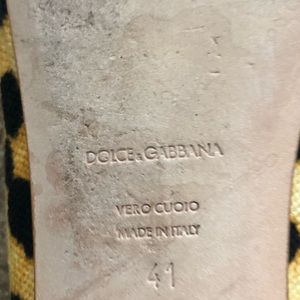 DOLCE & GABBANA
VERO CUOIO
MADE IN ITALY
41